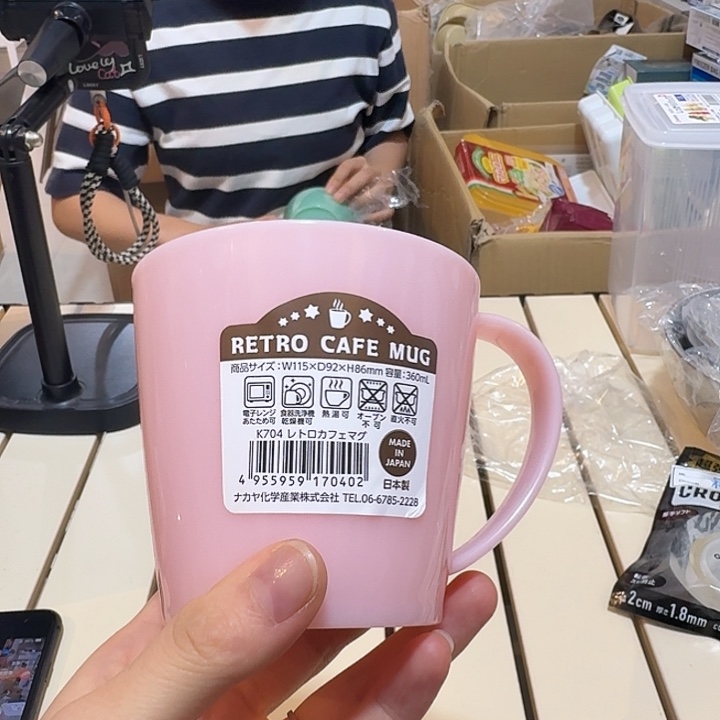 Lovely
Cat
RETRO CAFE MUG
商品サイズ:W115×D92×H86mm 容量:360mL
電子レンジ
あたため可
食器洗浄機
乾燥機可
熱湯可
オーブン
不可
直火不可
K704 レトロカフェマグ
MADE
IN
JAPAN
4 955959 170402
日本製
ナカヤ化学産業株式会社 TEL.06-6785-2228
CRO
2cm 厚さ1.8mm